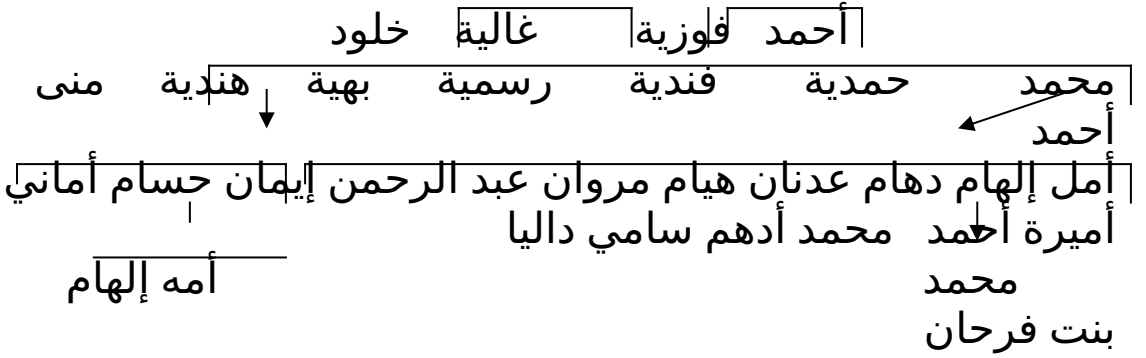 أحمد فوزية غالية خلود
محمد حمدية فندية رسمية بهية هندية منى
أحمد
أمل إلهام دهام عدنان هيام مروان عبد الرحمن إيمان حسام أماني
أميرة أحمد محمد أدهم سامي داليا
محمد أمه إلهام
بنت فرحان